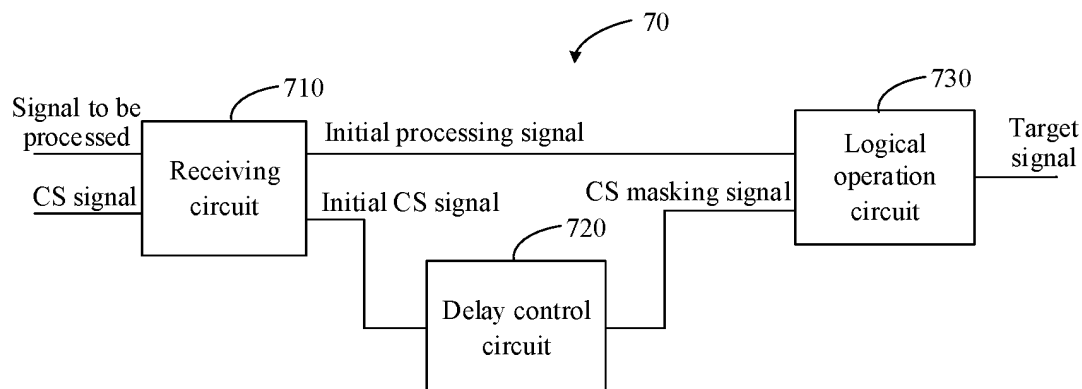 70
710
730
Signal to be
processed
Initial processing signal
Target
signal
Receiving
circuit
Logical
operation
circuit
CS signal
Initial CS signal
CS masking signal
720
Delay control
circuit